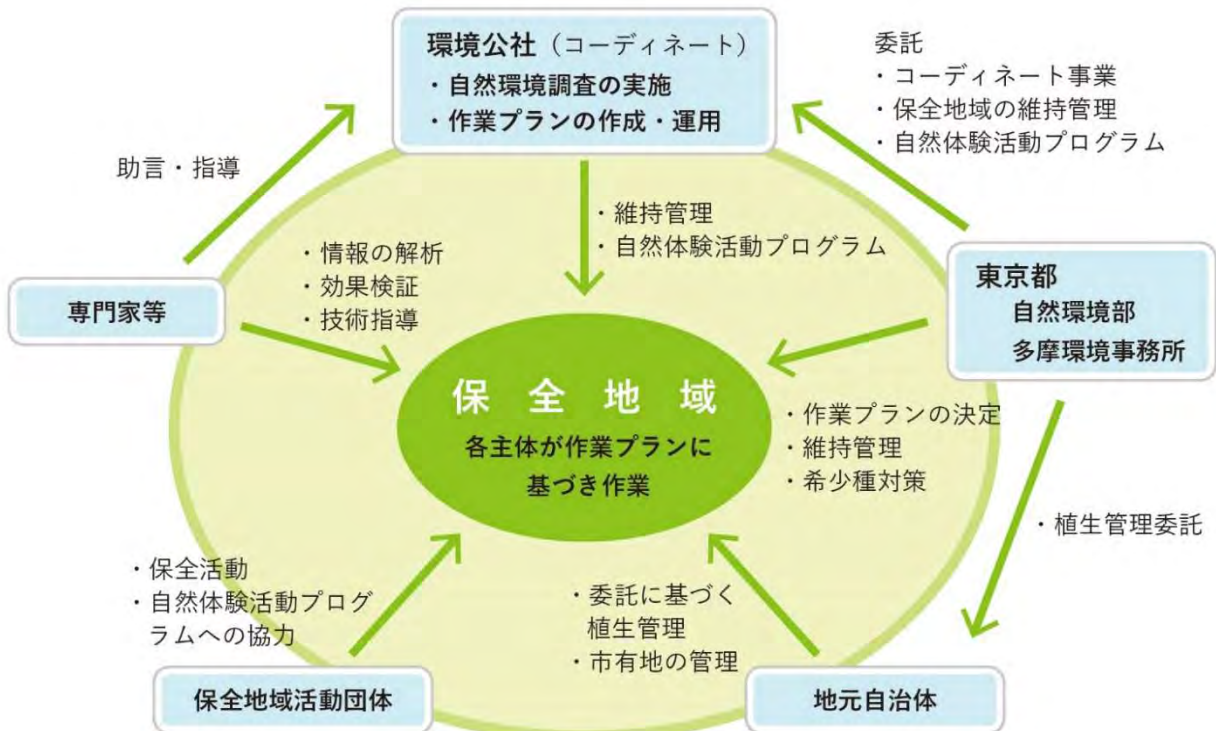 環境公社（コーディネート）
・自然環境調査の実施
・作業プランの作成・運用
委託
・コーディネート事業
・保全地域の維持管理
・自然体験活動プログラム
助言・指導
・維持管理
・自然体験活動プログラム
・情報の解析
・効果検証
・技術指導
専門家等
東京都
自然環境部
多摩環境事務所
保全地域
各主体が作業プランに
基づき作業
・作業プランの決定
・維持管理
・希少種対策
・植生管理委託
・保全活動
・自然体験活動プログ
ラムへの協力
・委託に基づく
植生管理
・市有地の管理
保全地域活動団体
地元自治体